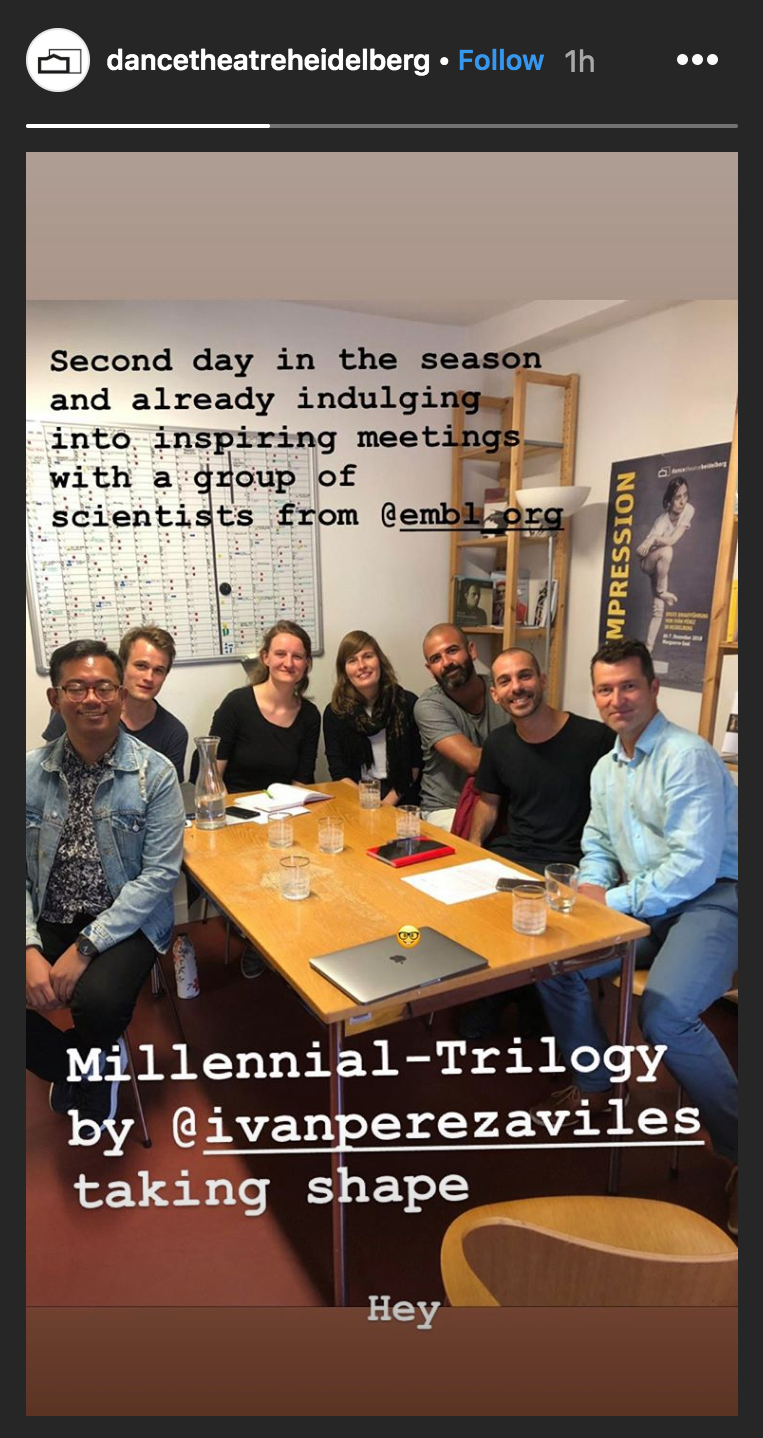 dancetheatreheidelberg • Follow 1h
Second day in the season
and already indulging
into inspiring meetings
with a group of
scientists from @embl_org
dancetheatreheidelberg
MPRESSION
Millennial-Trilogy
by @ivanperezaviles
taking shape
Hey